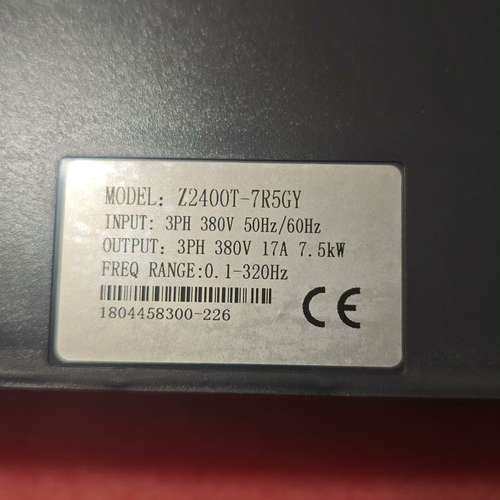 MODEL: Z2400T-7R5GY
INPUT: 3PH 380V 50Hz/60Hz
OUTPUT: 3PH 380V 17A 7.5kW
FREQ RANGE:0.1-320Hz
1804458300-226
CE